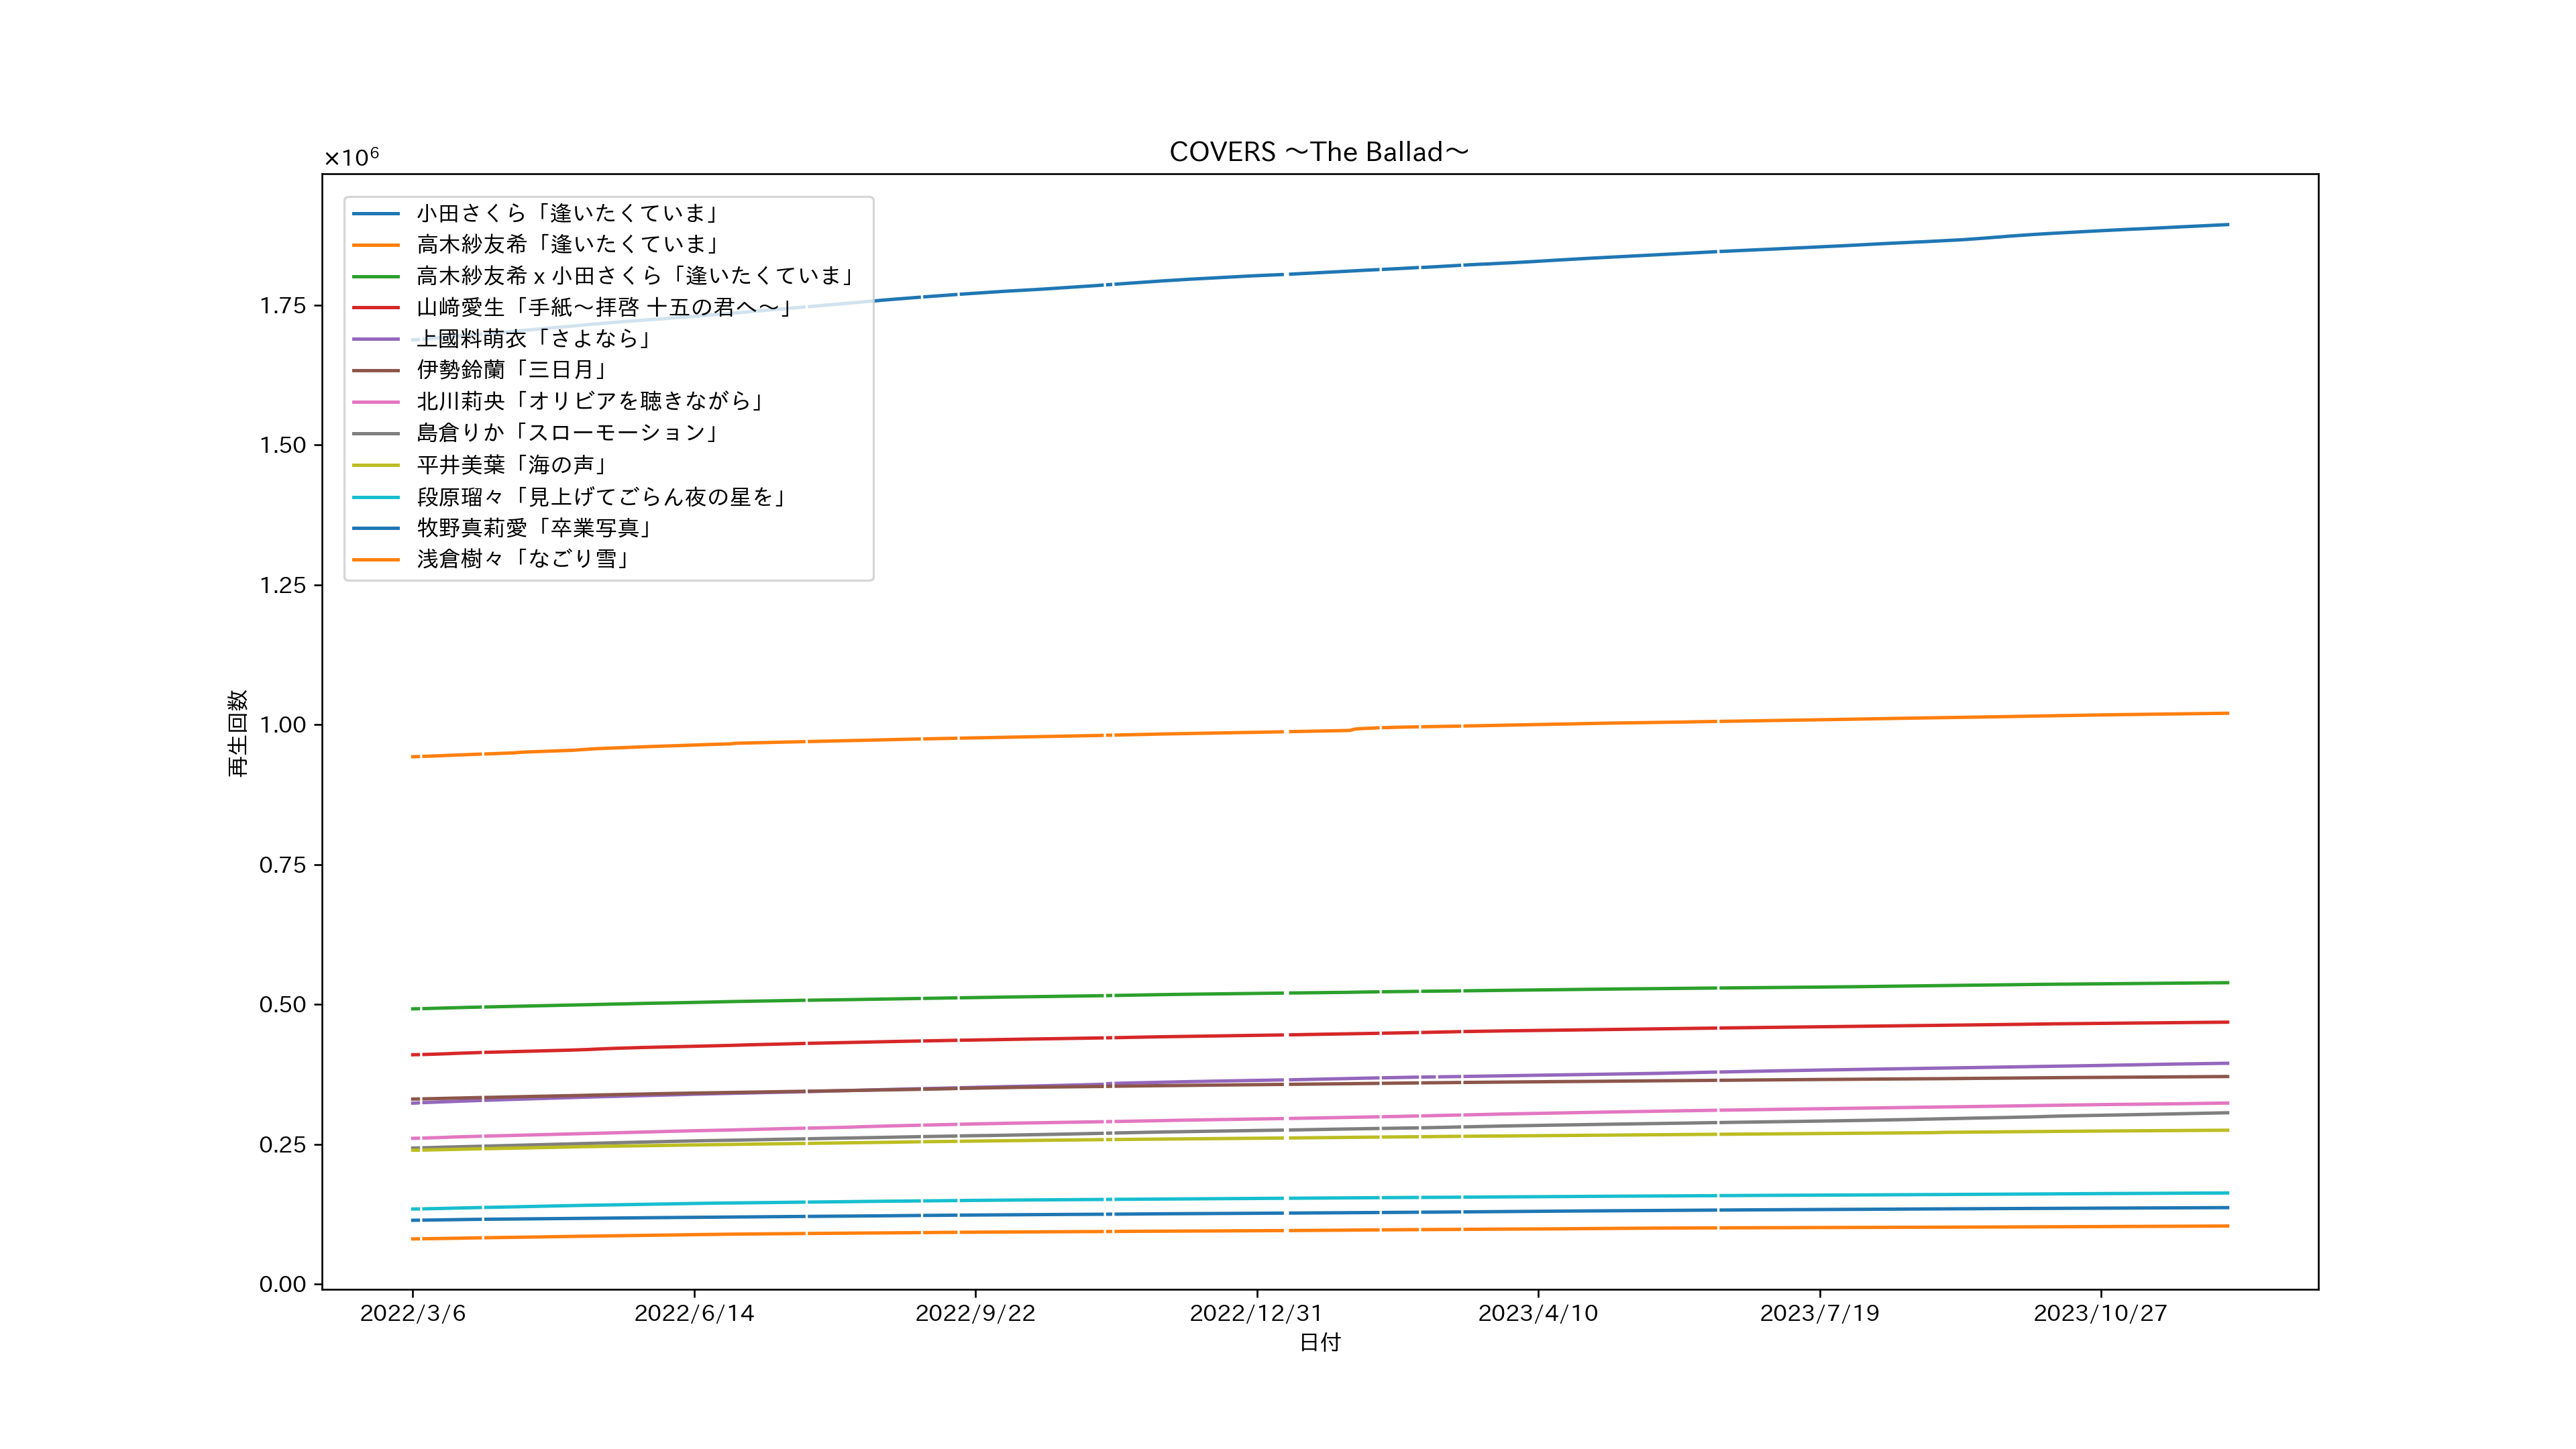 COVERS ～The Ballad～
×10⁶
小田さくら「逢いたくていま」
高木紗友希「逢いたくていま」
高木紗友希 x 小田さくら「逢いたくていま」
山﨑愛生「手紙～拝啓 十五の君へ～」
上國料萌衣「さよなら」
伊勢鈴蘭「三日月」
北川莉央「オリビアを聴きながら」
島倉りか「スローモーション」
平井美葉「海の声」
段原瑠々「見上げてごらん夜の星を」
牧野真莉愛「卒業写真」
浅倉樹々「なごり雪」
1.75
1.50
1.25
1.00
0.75
0.50
0.25
0.00
再生回数
2022/3/6 2022/6/14 2022/9/22 2022/12/31 2023/4/10 2023/7/19 2023/10/27
日付